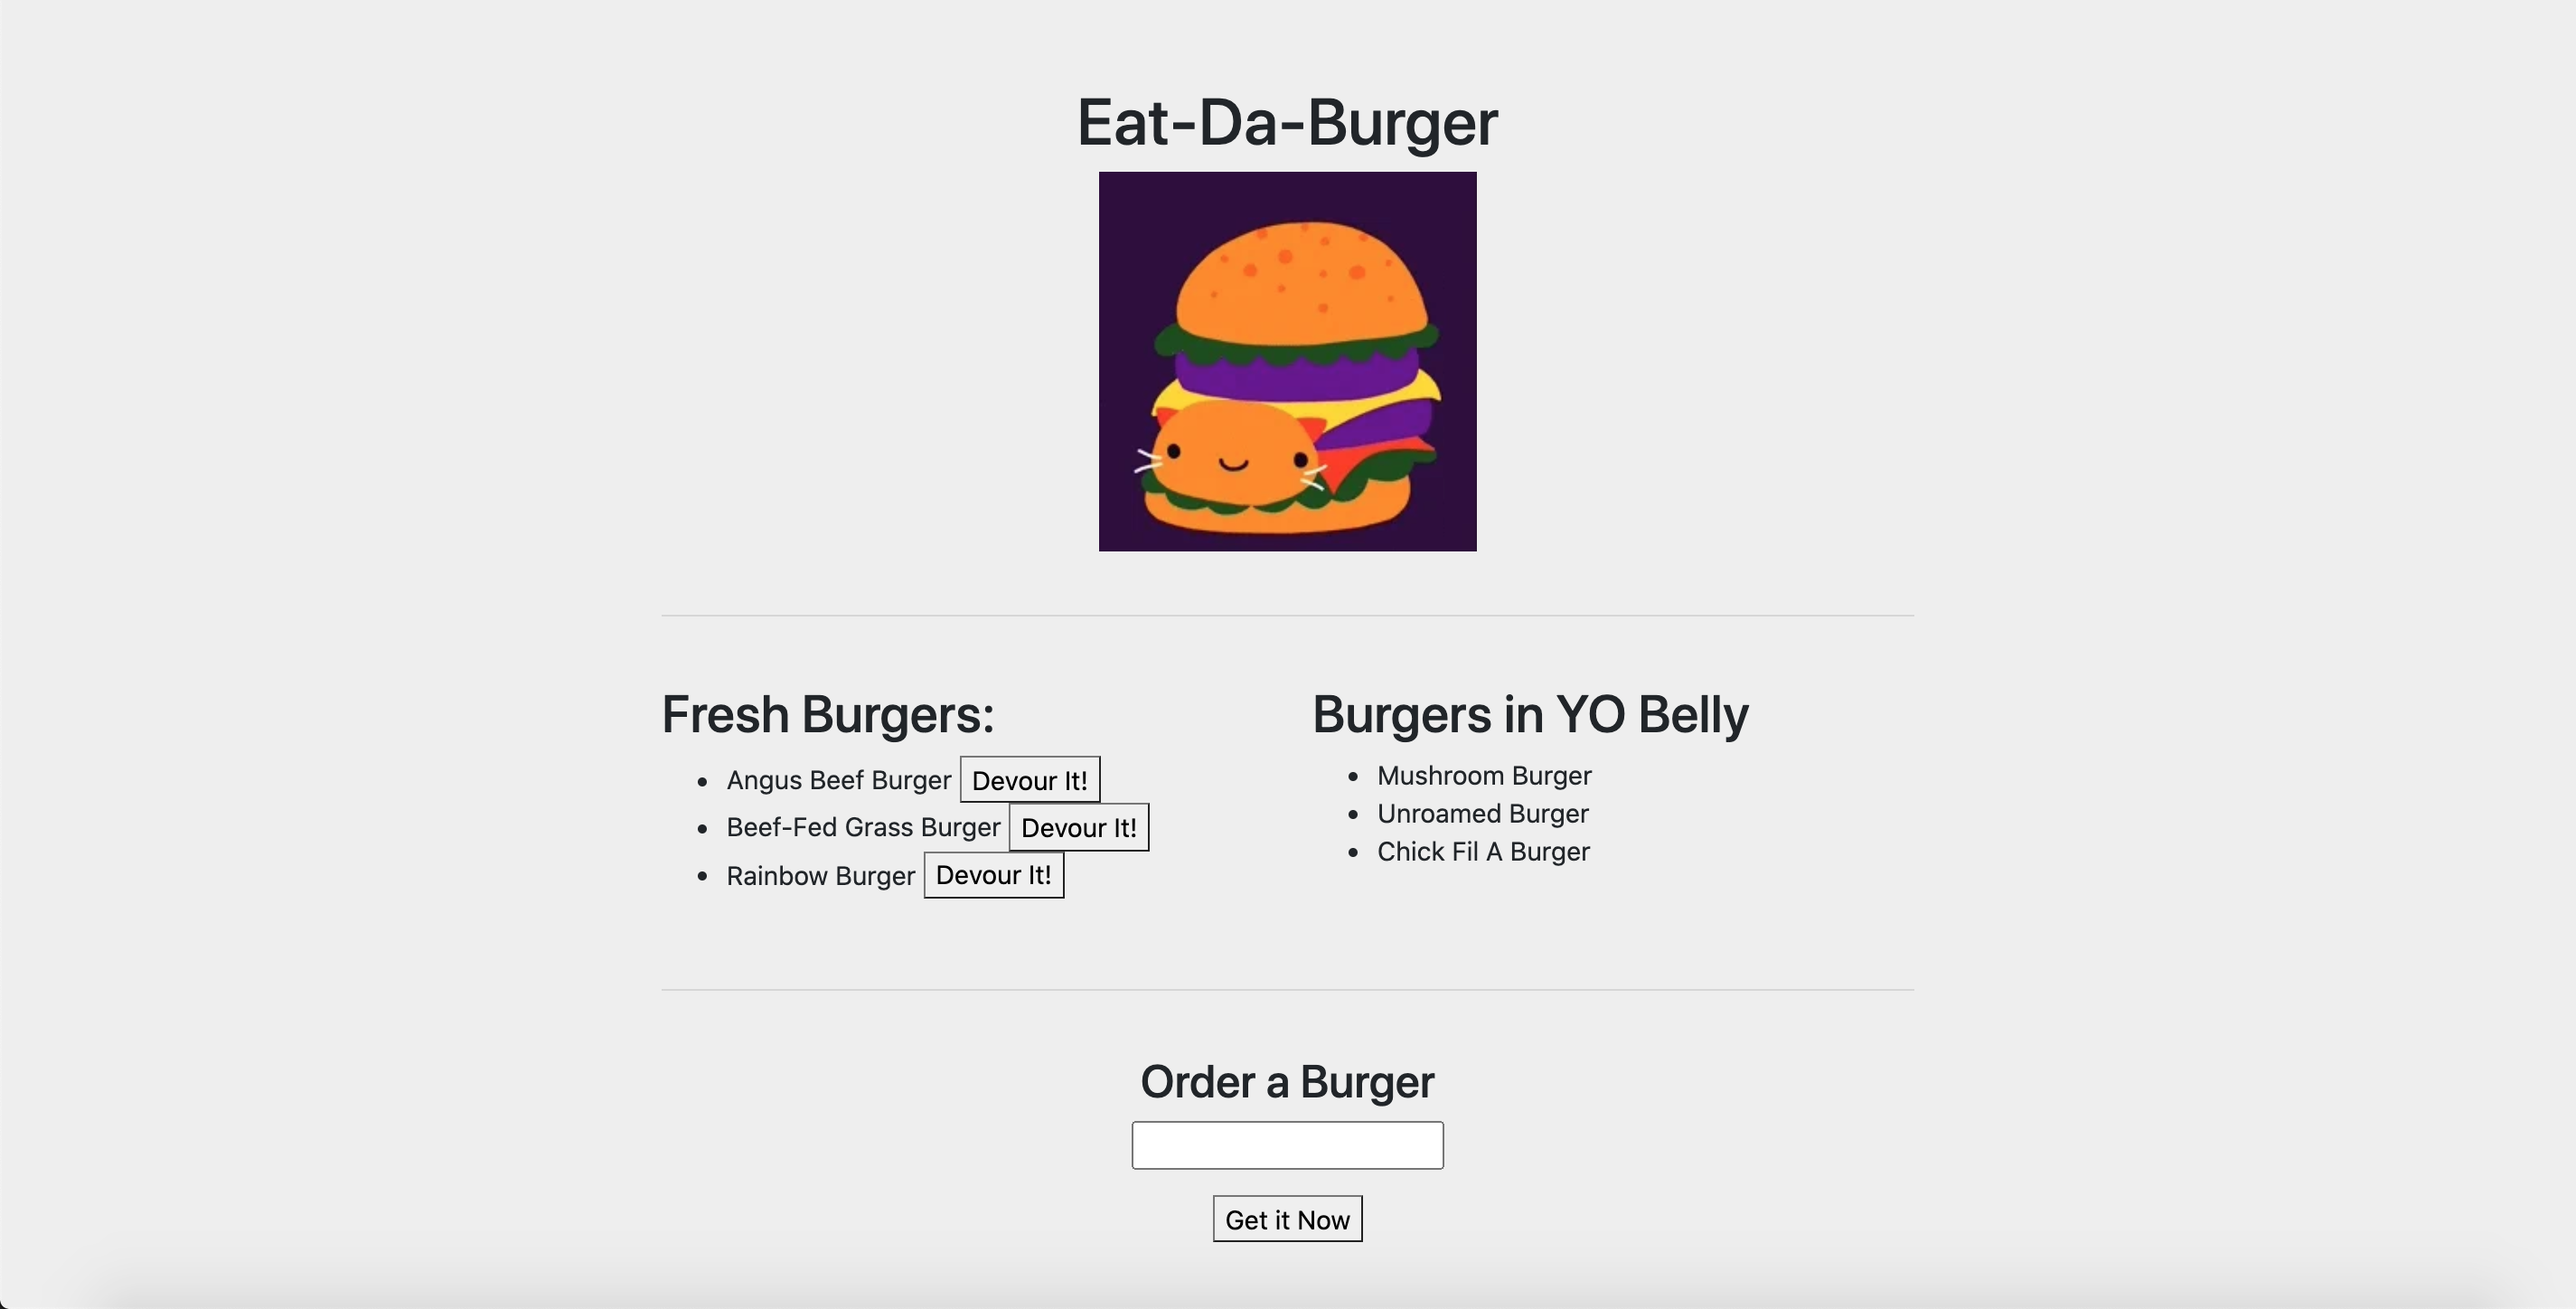 Eat-Da-Burger
Fresh Burgers:
Angus Beef Burger Devour It!
Beef-Fed Grass Burger Devour It!
Rainbow Burger Devour It!
Burgers in YO Belly
Mushroom Burger
Unroamed Burger
Chick Fil A Burger
Order a Burger
Get it Now